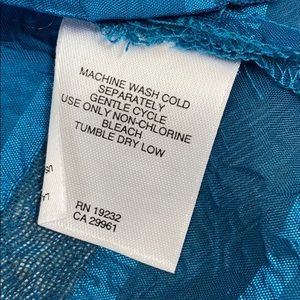 MACHINE WASH COLD
SEPARATELY
GENTLE CYCLE
USE ONLY NON-CHLORINE
BLEACH
TUMBLE DRY LOW
RN 19232
CA 29961